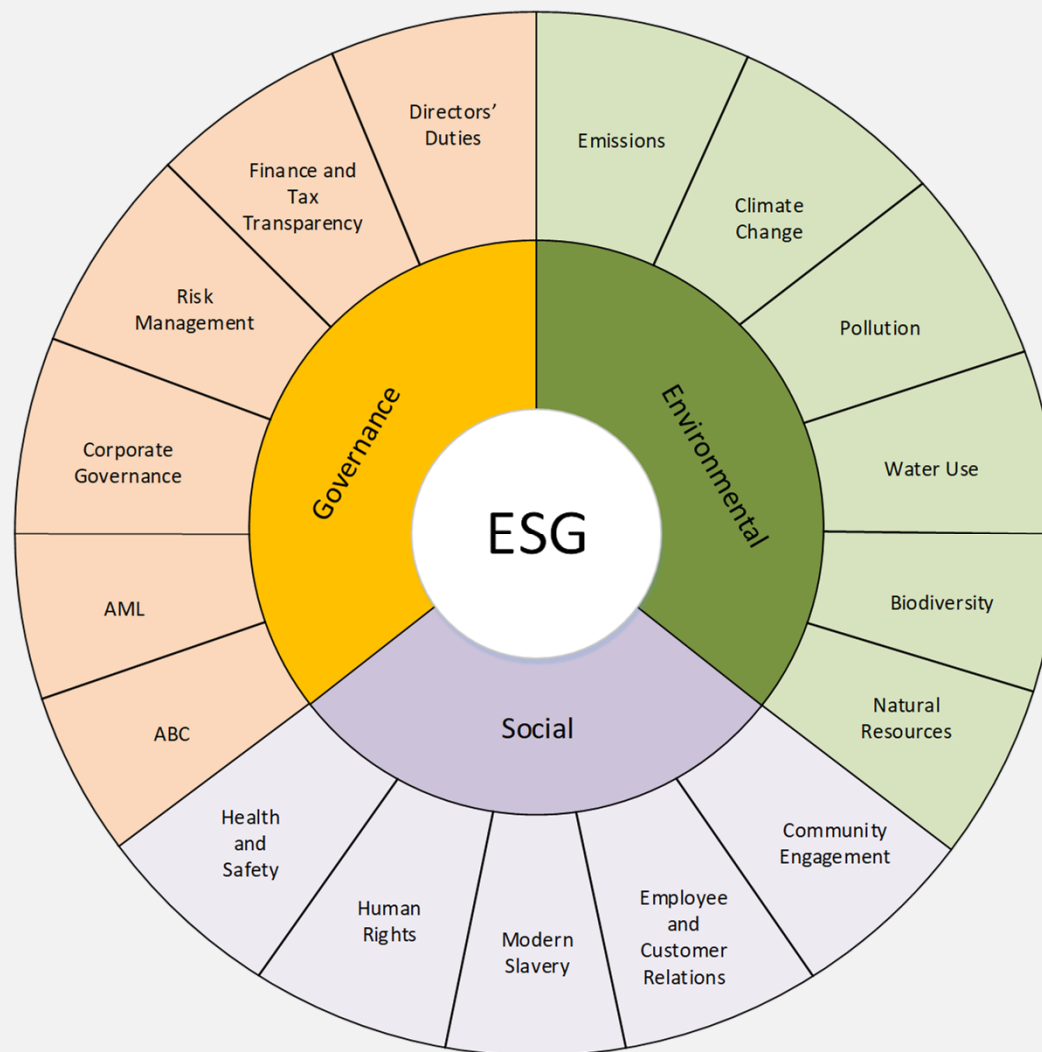 ESG
Environmental
Social
Governance
Emissions
Climate
Change
Pollution
Water Use
Biodiversity
Natural
Resources
Community
Engagement
Employee
and
Customer
Relations
Modern
Slavery
Human
Rights
Health
and
Safety
ABC
AML
Corporate
Governance
Risk
Management
Finance and
Tax
Transparency
Directors’
Duties